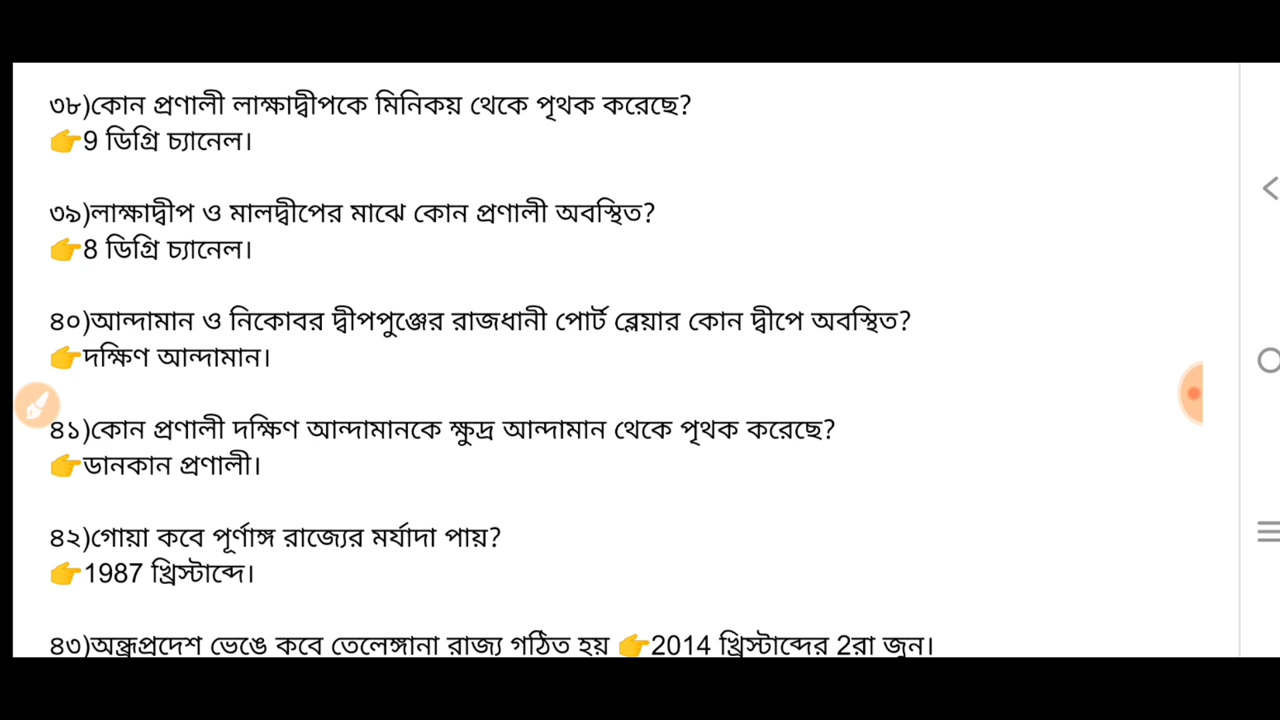 ৩৮)কোন প্রণালী লাক্ষাদ্বীপকে মিনিকয় থেকে পৃথক করেছে?
👉9 ডিগ্রি চ্যানেল।
৩৯)লাক্ষাদ্বীপ ও মালদ্বীপের মাঝে কোন প্রণালী অবস্থিত?
👉8 ডিগ্রি চ্যানেল।
৪০)আন্দামান ও নিকোবর দ্বীপপুঞ্জের রাজধানী পোর্ট ব্লেয়ার কোন দ্বীপে অবস্থিত?
👉দক্ষিণ আন্দামান।
৪১)কোন প্রণালী দক্ষিণ আন্দামানকে ক্ষুদ্র আন্দামান থেকে পৃথক করেছে?
👉ডানকান প্রণালী।
৪২)গোয়া কবে পূর্ণাঙ্গ রাজ্যের মর্যাদা পায়?
👉1987 খ্রিস্টাব্দে।
৪৩)অন্ধ্রপ্রদেশ ভেঙে কবে তেলেঙ্গানা রাজ্য গঠিত হয় 👉2014 খ্রিস্টাব্দের 2রা জুন।